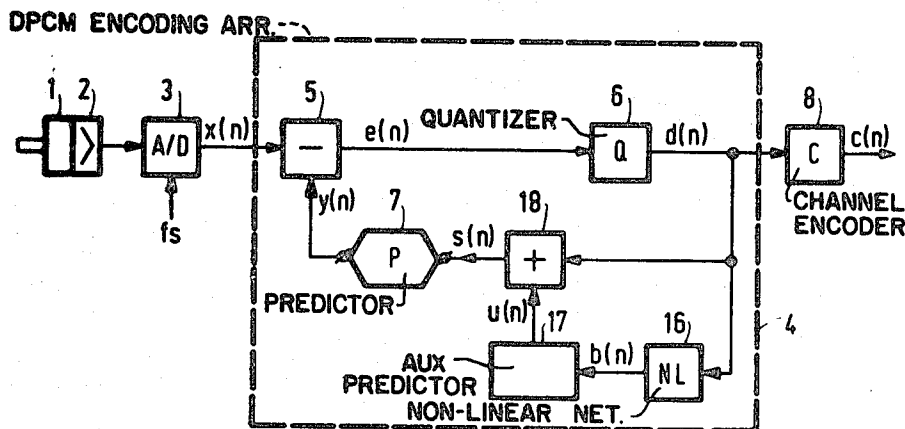 DPCM ENCODING ARR.
1 2 3 5 6 8
A/D x(n) − e(n) QUANTIZER Q d(n) C c(n)
fs y(n) 7 18 CHANNEL
ENCODER
P s(n) +
PREDICTOR u(n) 17 16 4
AUX b(n) NL
PREDICTOR
NON-LINEAR NET.